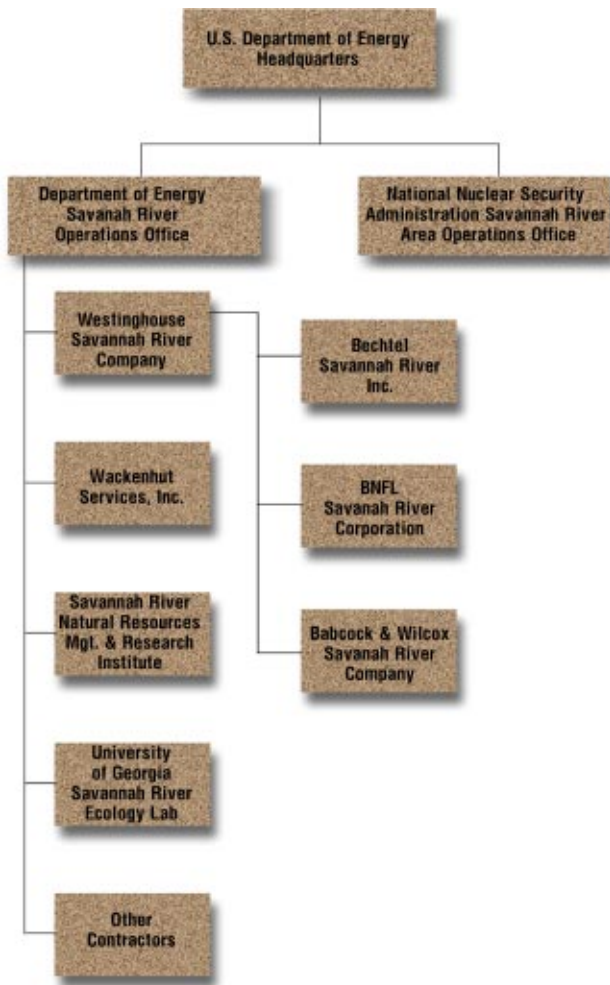 U.S. Department of Energy
Headquarters
Department of Energy
Savanah River
Operations Office
National Nuclear Security
Administration Savannah River
Area Operations Office
Westinghouse
Savannah River
Company
Bechtel
Savannah River
Inc.
Wackenhut
Services, Inc.
BNFL
Savanah River
Corporation
Savannah River
Natural Resources
Mgt. & Research
Institute
Babcock & Wilcox
Savanah River
Company
University
of Georgia
Savannah River
Ecology Lab
Other
Contractors